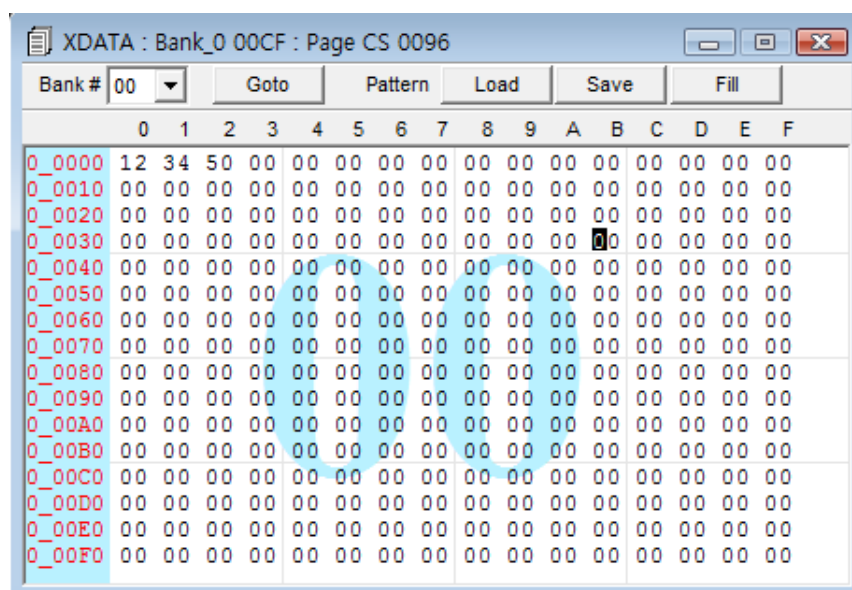 XDATA : Bank_0 00CF : Page CS 0096
Bank # 00 Goto Pattern Load Save Fill
0 1 2 3 4 5 6 7 8 9 A B C D E F
0_0000 12 34 50 00 00 00 00 00 00 00 00 00 00 00 00 00
0_0010 00 00 00 00 00 00 00 00 00 00 00 00 00 00 00 00
0_0020 00 00 00 00 00 00 00 00 00 00 00 00 00 00 00 00
0_0030 00 00 00 00 00 00 00 00 00 00 00 00 00 00 00 00
0_0040 00 00 00 00 00 00 00 00 00 00 00 00 00 00 00 00
0_0050 00 00 00 00 00 00 00 00 00 00 00 00 00 00 00 00
0_0060 00 00 00 00 00 00 00 00 00 00 00 00 00 00 00 00
0_0070 00 00 00 00 00 00 00 00 00 00 00 00 00 00 00 00
0_0080 00 00 00 00 00 00 00 00 00 00 00 00 00 00 00 00
0_0090 00 00 00 00 00 00 00 00 00 00 00 00 00 00 00 00
0_00A0 00 00 00 00 00 00 00 00 00 00 00 00 00 00 00 00
0_00B0 00 00 00 00 00 00 00 00 00 00 00 00 00 00 00 00
0_00C0 00 00 00 00 00 00 00 00 00 00 00 00 00 00 00 00
0_00D0 00 00 00 00 00 00 00 00 00 00 00 00 00 00 00 00
0_00E0 00 00 00 00 00 00 00 00 00 00 00 00 00 00 00 00
0_00F0 00 00 00 00 00 00 00 00 00 00 00 00 00 00 00 00
00